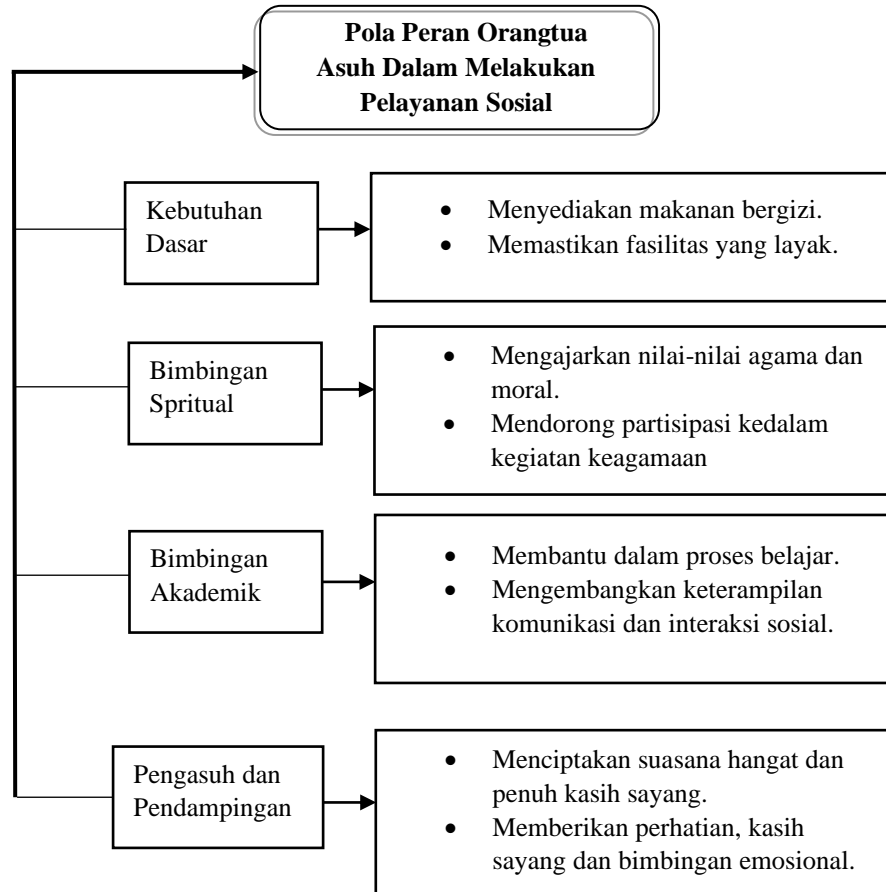 Pola Peran Orangtua
Asuh Dalam Melakukan
Pelayanan Sosial
Kebutuhan
Dasar
• Menyediakan makanan bergizi.
• Memastikan fasilitas yang layak.
Bimbingan
Spritual
• Mengajarkan nilai-nilai agama dan
moral.
• Mendorong partisipasi kedalam
kegiatan keagamaan
Bimbingan
Akademik
• Membantu dalam proses belajar.
• Mengembangkan keterampilan
komunikasi dan interaksi sosial.
Pengasuh dan
Pendampingan
• Menciptakan suasana hangat dan
penuh kasih sayang.
• Memberikan perhatian, kasih
sayang dan bimbingan emosional.